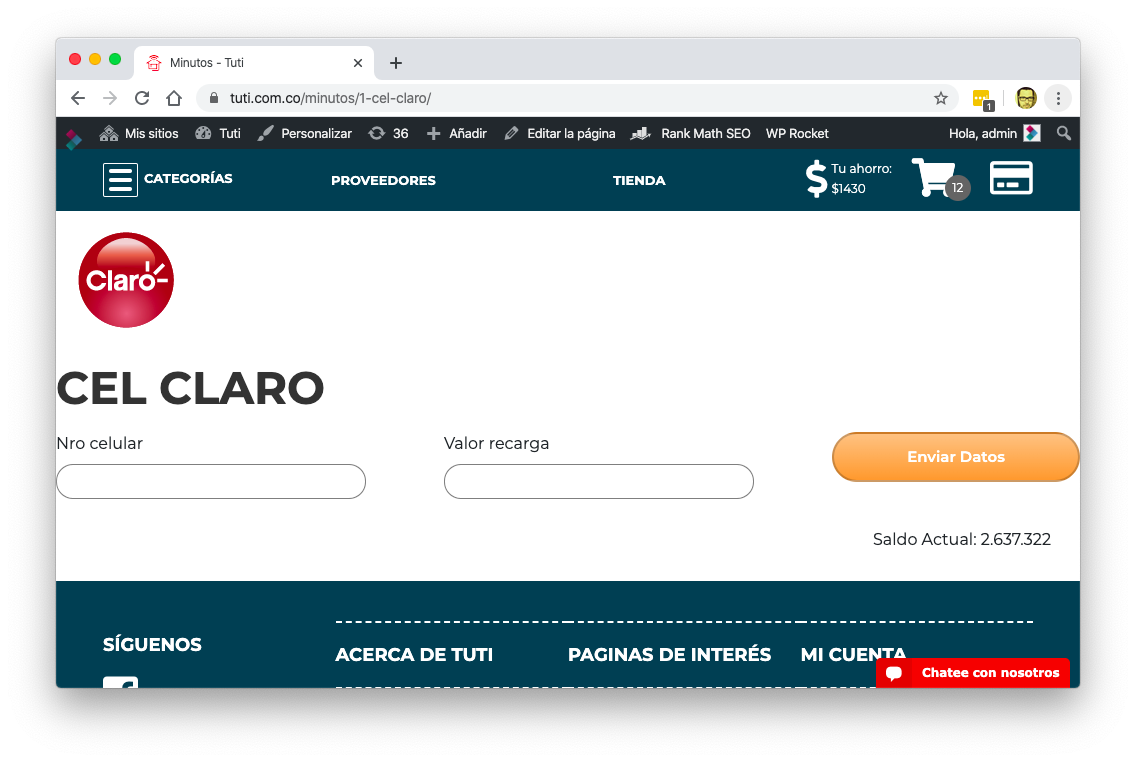 Minutos - Tuti
tuti.com.co/minutos/1-cel-claro/
1
Mis sitios Tuti Personalizar 36 Añadir Editar la página Rank Math SEO WP Rocket Hola, admin
CATEGORÍAS PROVEEDORES TIENDA Tu ahorro: $1430 12
Claro
CEL CLARO
Nro celular Valor recarga Enviar Datos
Saldo Actual: 2.637.322
SÍGUENOS ACERCA DE TUTI PAGINAS DE INTERÉS MI CUENTA
Chatee con nosotros